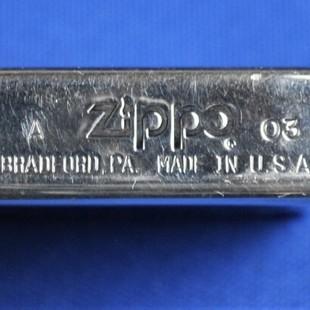 A Zippo ® 03
BRADFORD, PA. MADE IN U.S.A